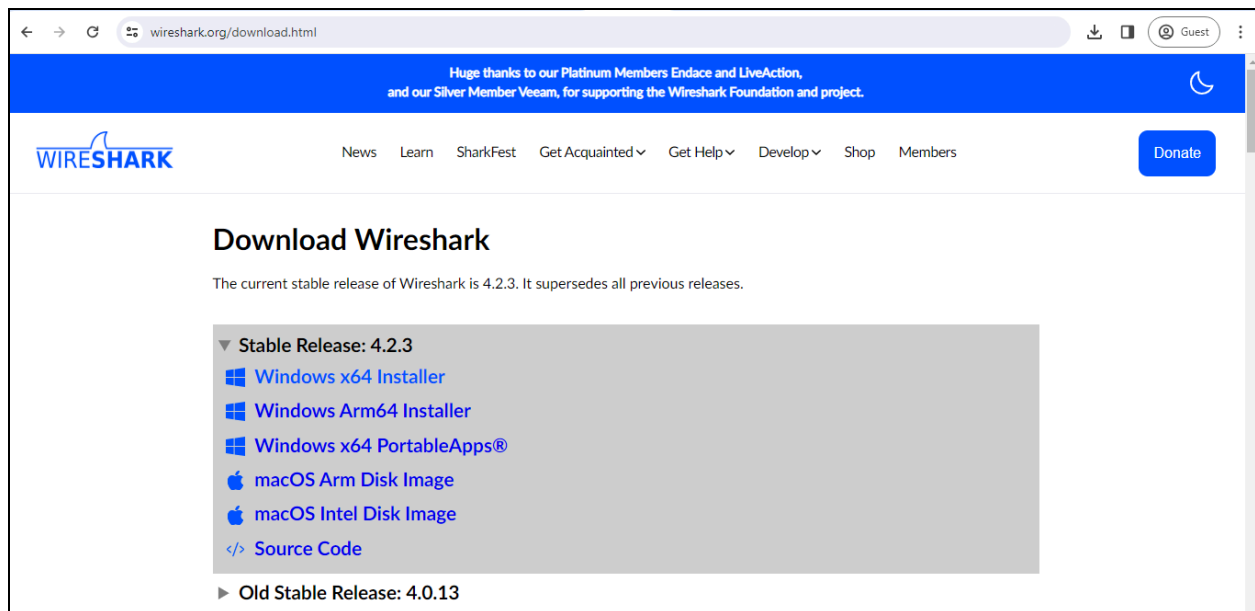 wireshark.org/download.html
Guest
Huge thanks to our Platinum Members Endace and LiveAction,
and our Silver Member Veeam, for supporting the Wireshark Foundation and project.
WIRESHARK
News Learn SharkFest Get Acquainted Get Help Develop Shop Members
Donate
Download Wireshark
The current stable release of Wireshark is 4.2.3. It supersedes all previous releases.
Stable Release: 4.2.3
Windows x64 Installer
Windows Arm64 Installer
Windows x64 PortableApps®
macOS Arm Disk Image
macOS Intel Disk Image
</> Source Code
Old Stable Release: 4.0.13